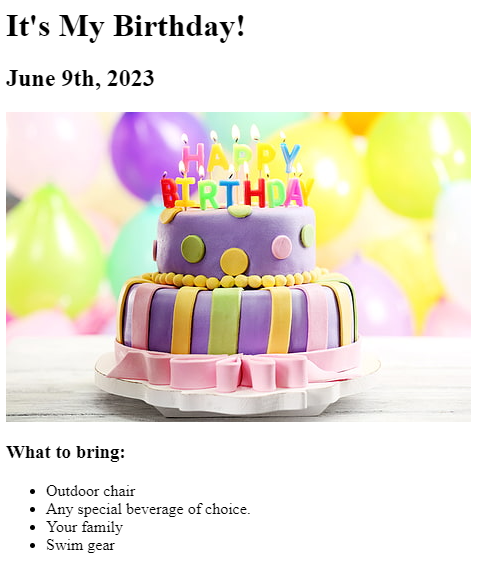 It's My Birthday!
June 9th, 2023
HAPPY
BIRTHDAY
What to bring:
Outdoor chair
Any special beverage of choice.
Your family
Swim gear